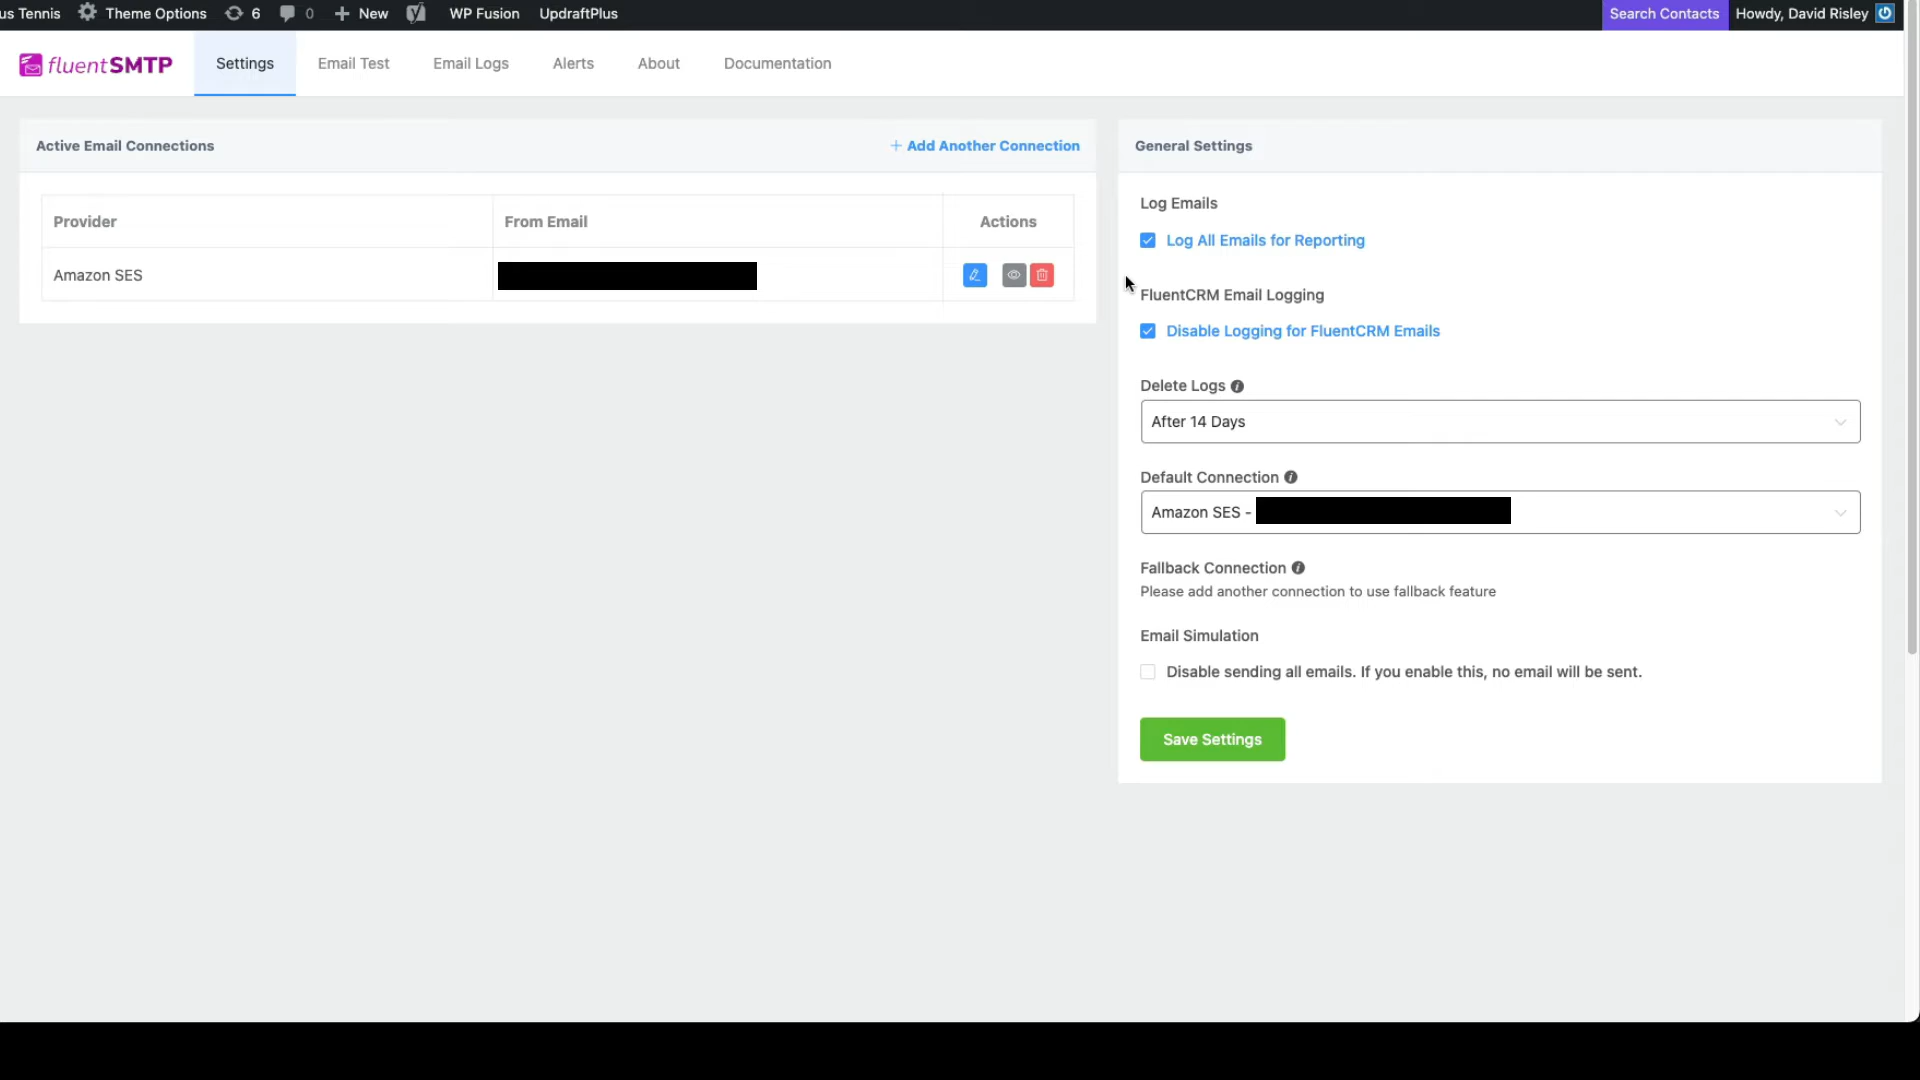 us Tennis Theme Options 6 0 New WP Fusion UpdraftPlus Search Contacts Howdy, David Risley
fluentSMTP Settings Email Test Email Logs Alerts About Documentation
Active Email Connections + Add Another Connection
Provider From Email Actions
Amazon SES
General Settings
Log Emails
Log All Emails for Reporting
FluentCRM Email Logging
Disable Logging for FluentCRM Emails
Delete Logs
After 14 Days
Default Connection
Amazon SES -
Fallback Connection
Please add another connection to use fallback feature
Email Simulation
Disable sending all emails. If you enable this, no email will be sent.
Save Settings